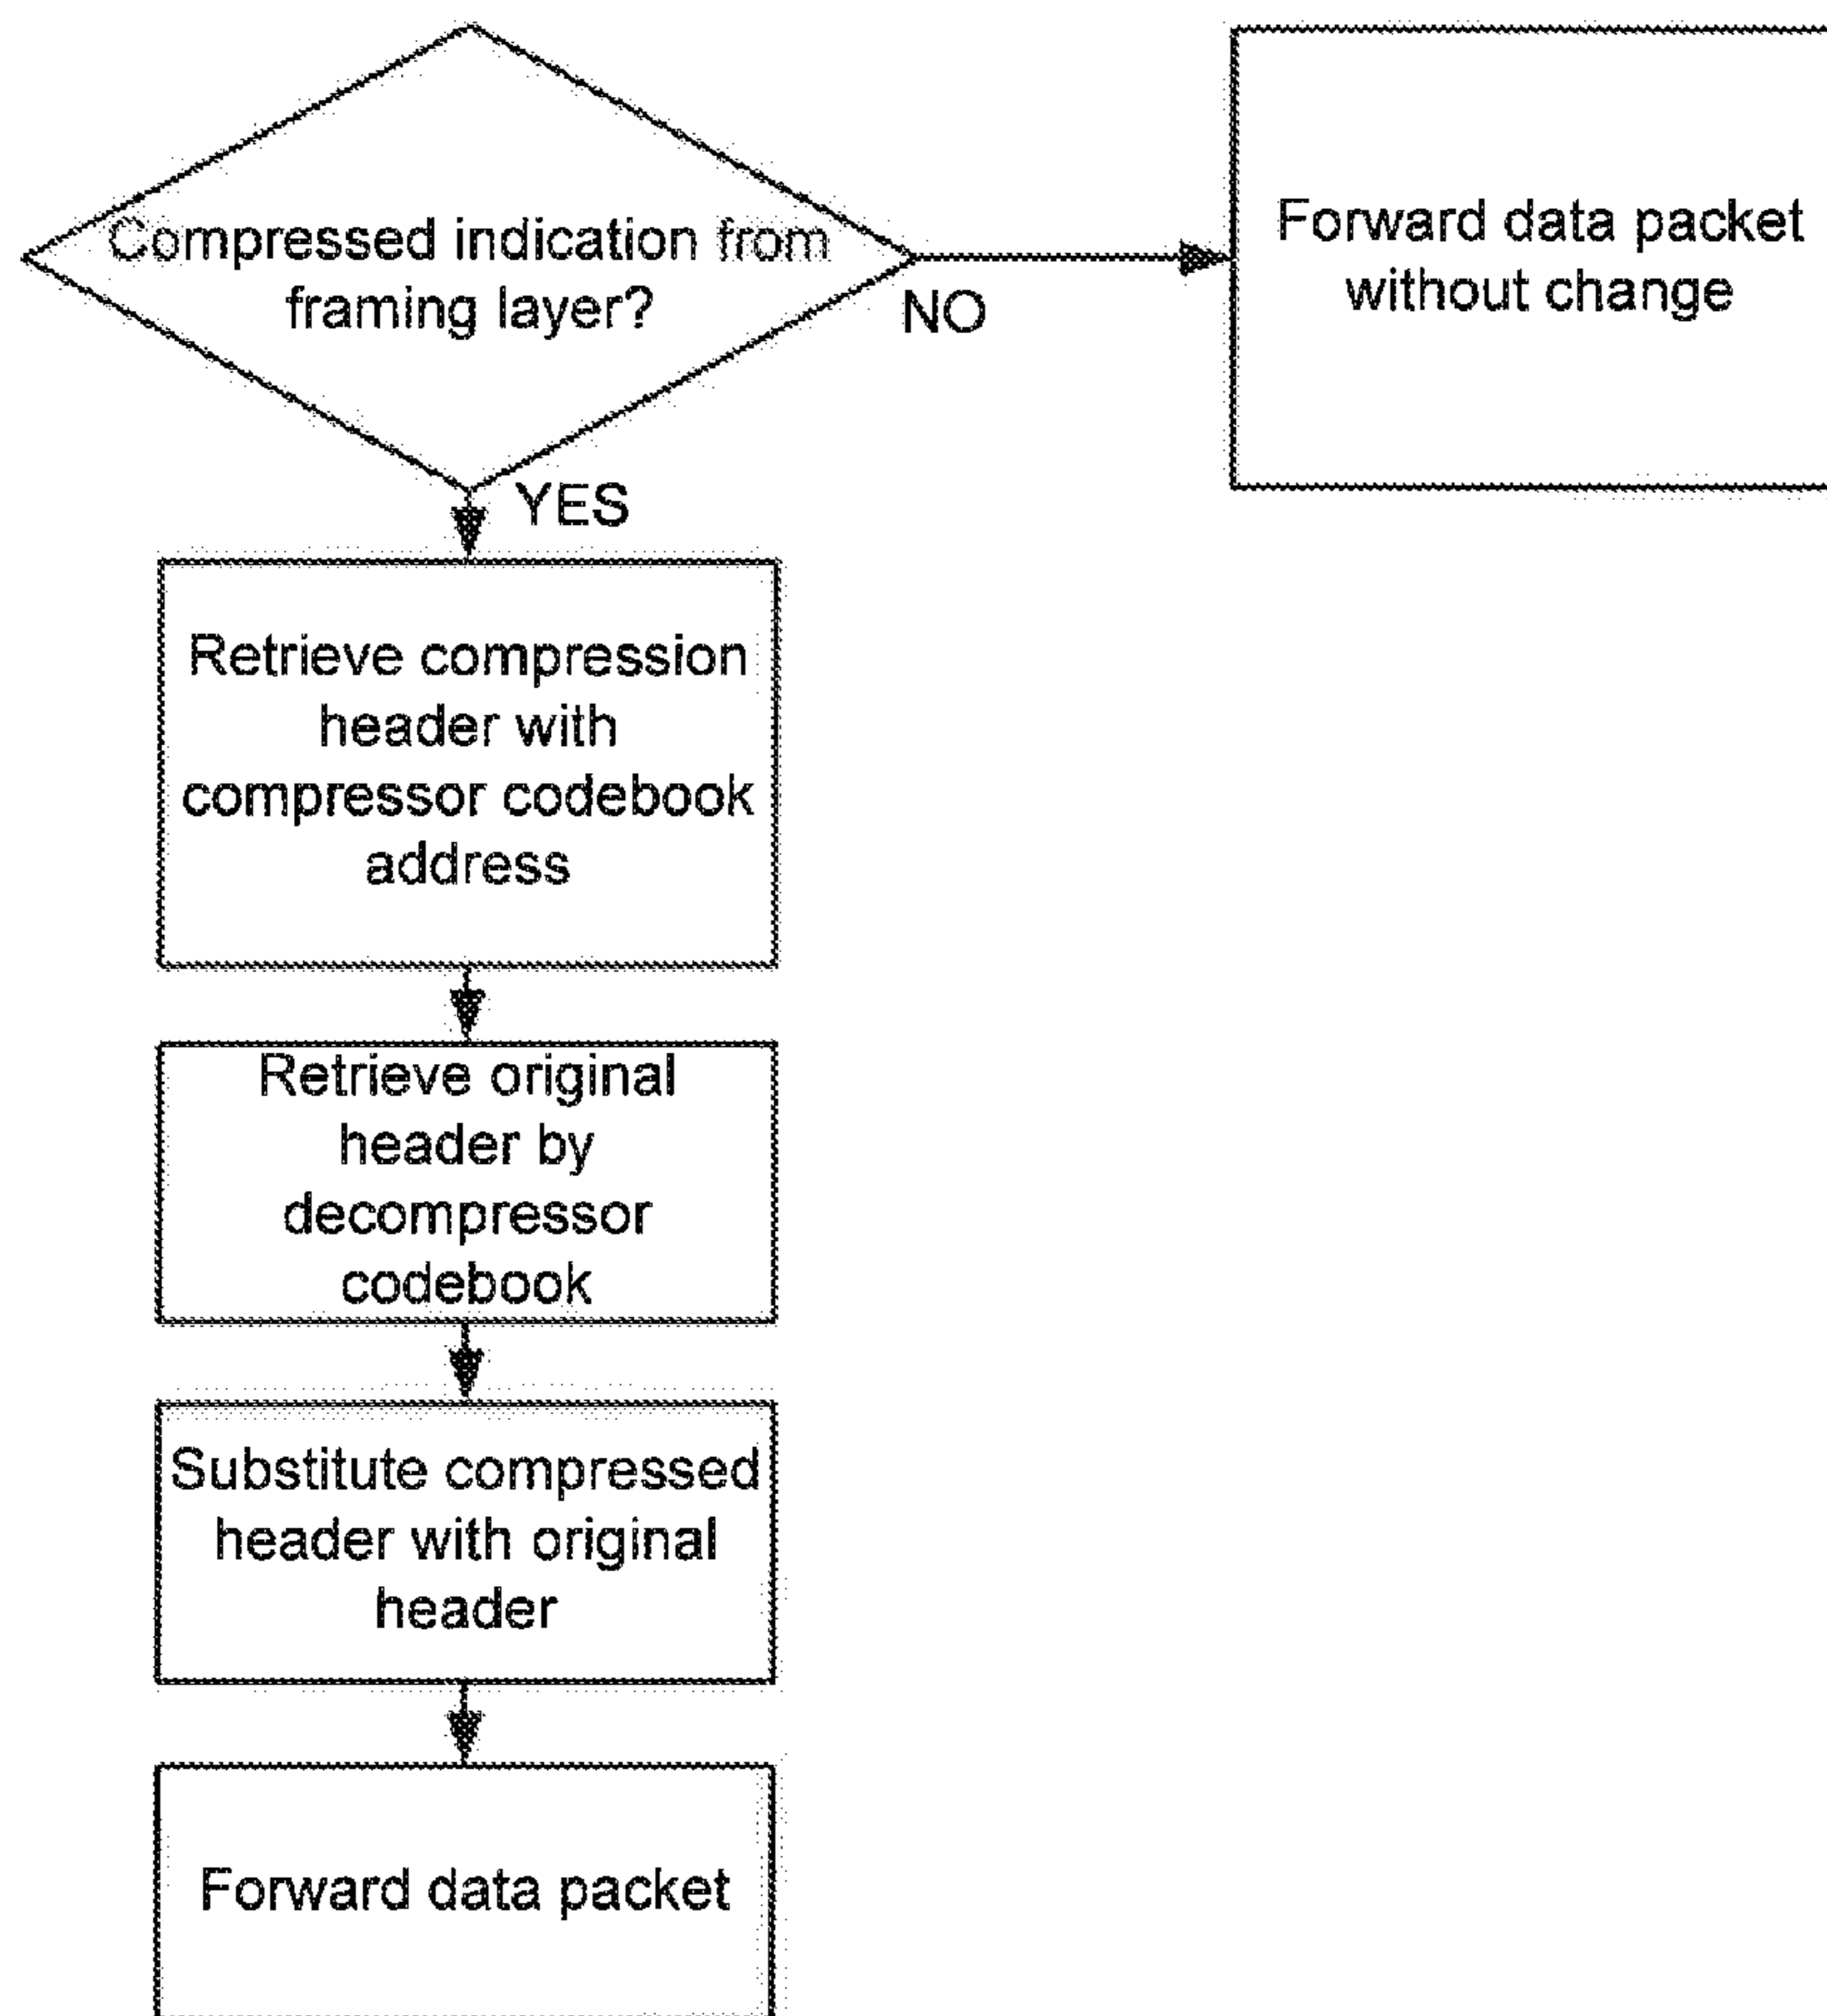 Compressed indication from
framing layer?
NO
Forward data packet
without change
YES
Retrieve compression
header with
compressor codebook
address
Retrieve original
header by
decompressor
codebook
Substitute compressed
header with original
header
Forward data packet